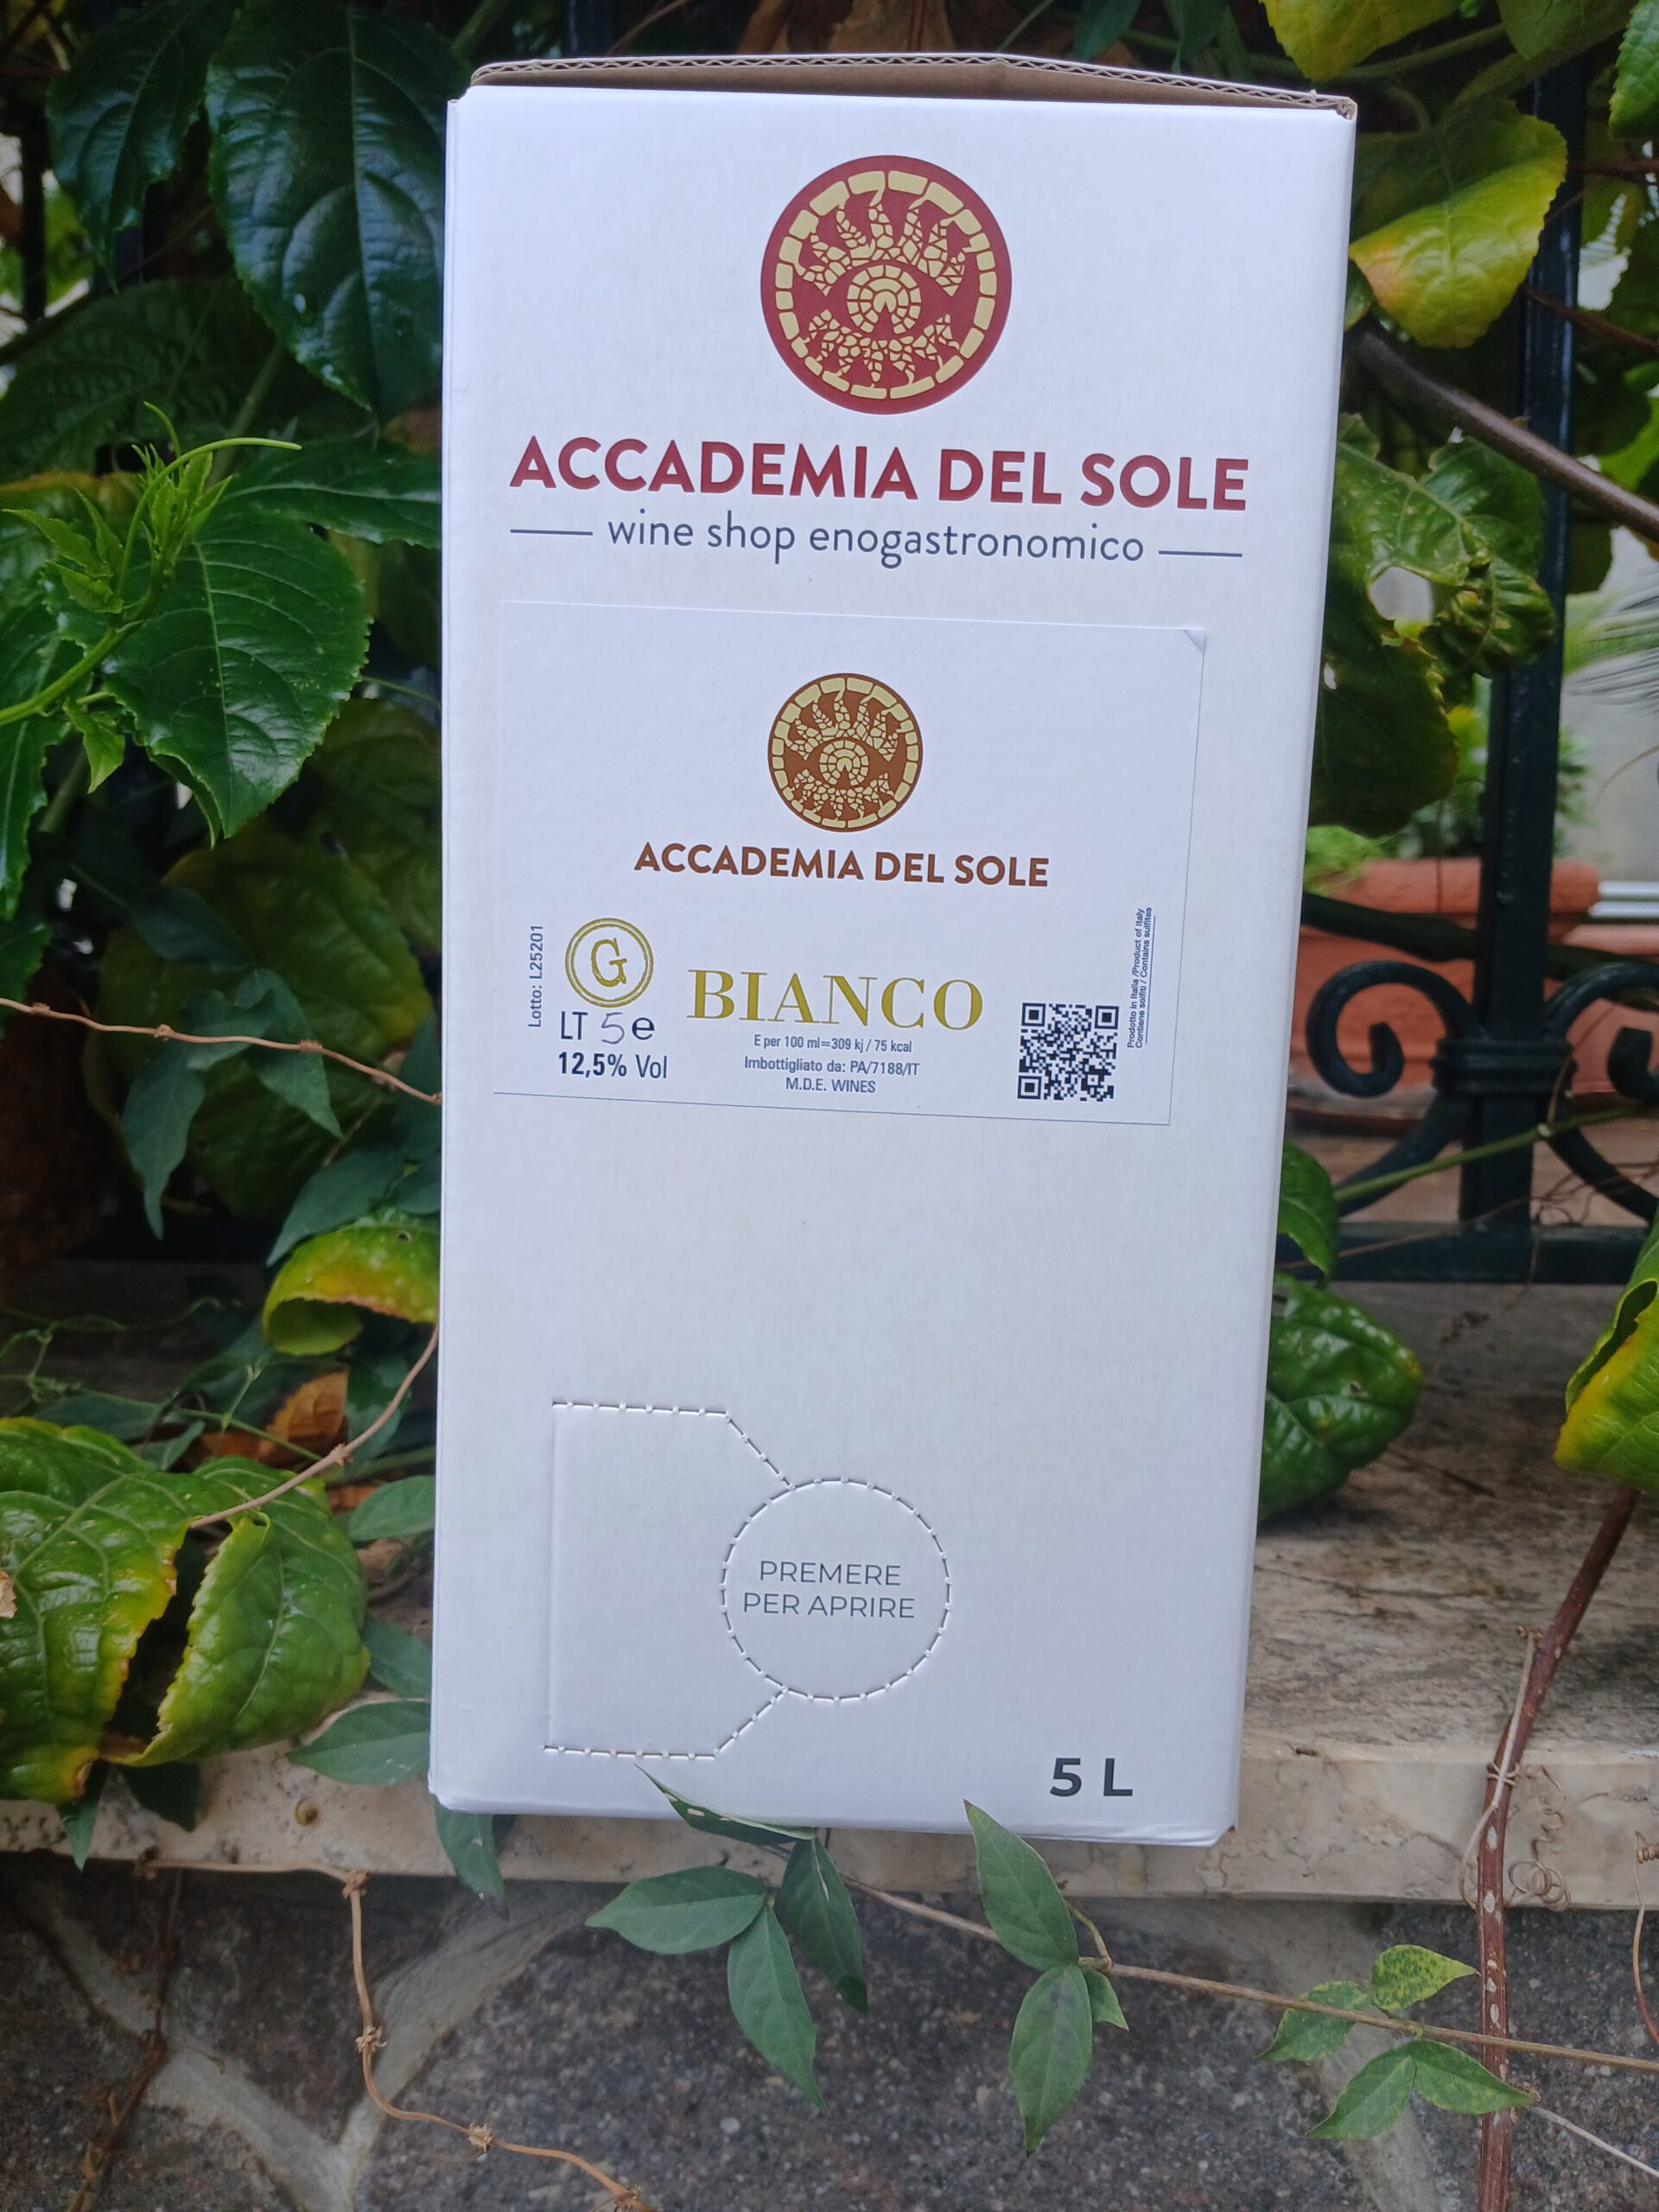 ACCADEMIA DEL SOLE
wine shop enogastronomico
ACCADEMIA DEL SOLE
Lotto: L25201
G
LT 5 e
12,5% Vol
BIANCO
E per 100 ml=309 kj / 75 kcal
Imbottigliato da: PA/7188/IT
M.D.E. WINES
Prodotto in Italia /Product of Italy
Contiene solfiti / Contains sulfites
PREMERE
PER APRIRE
5 L